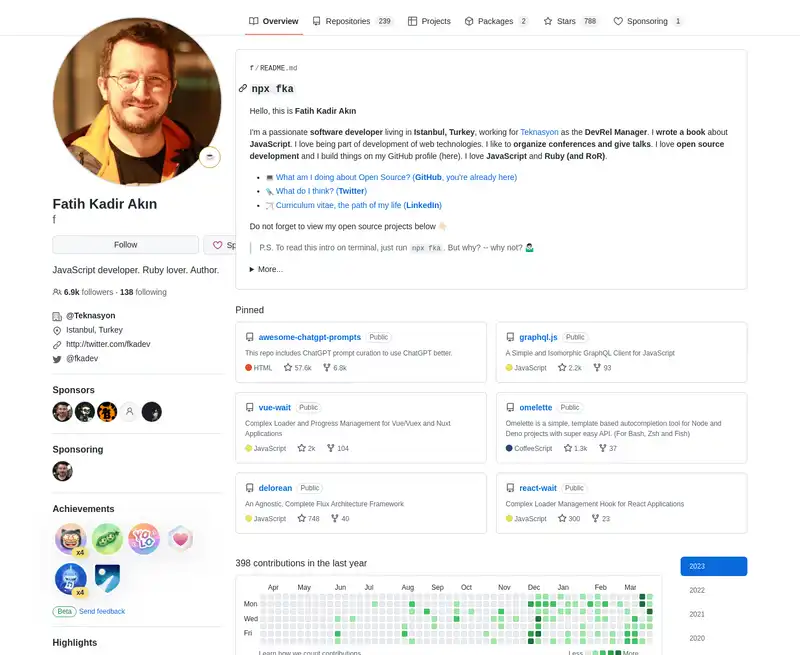 Overview
Repositories 239
Projects
Packages 2
Stars 788
Sponsoring 1
Fatih Kadir Akın
f
Follow
Sp
JavaScript developer. Ruby lover. Author.
6.9k followers · 138 following
@Teknasyon
Istanbul, Turkey
http://twitter.com/fkadev
@fkadev
Sponsors
Sponsoring
Achievements
x4
YOLO
x4
Beta Send feedback
Highlights
f/README.md
npx fka
Hello, this is Fatih Kadir Akın
I'm a passionate software developer living in Istanbul, Turkey, working for Teknasyon as the DevRel Manager. I wrote a book about
JavaScript. I love being part of development of web technologies. I like to organize conferences and give talks. I love open source
development and I build things on my GitHub profile (here). I love JavaScript and Ruby (and RoR).
What am I doing about Open Source? (GitHub, you're already here)
What do I think? (Twitter)
Curriculum vitae, the path of my life (LinkedIn)
Do not forget to view my open source projects below 👇🏻
P.S. To read this intro on terminal, just run npx fka. But why? -- why not? 🤷🏻‍♂️
More...
Pinned
awesome-chatgpt-prompts Public
This repo includes ChatGPT prompt curation to use ChatGPT better.
HTML 57.6k 6.8k
graphql.js Public
A Simple and Isomorphic GraphQL Client for JavaScript
JavaScript 2.2k 93
vue-wait Public
Complex Loader and Progress Management for Vue/Vuex and Nuxt
Applications
JavaScript 2k 104
omelette Public
Omelette is a simple, template based autocompletion tool for Node and
Deno projects with super easy API. (For Bash, Zsh and Fish)
CoffeeScript 1.3k 37
delorean Public
An Agnostic, Complete Flux Architecture Framework
JavaScript 748 40
react-wait Public
Complex Loader Management Hook for React Applications
JavaScript 300 23
398 contributions in the last year
Apr May Jun Jul Aug Sep Oct Nov Dec Jan Feb Mar
Mon
Wed
Fri
Learn how we count contributions
Less More
2023
2022
2021
2020